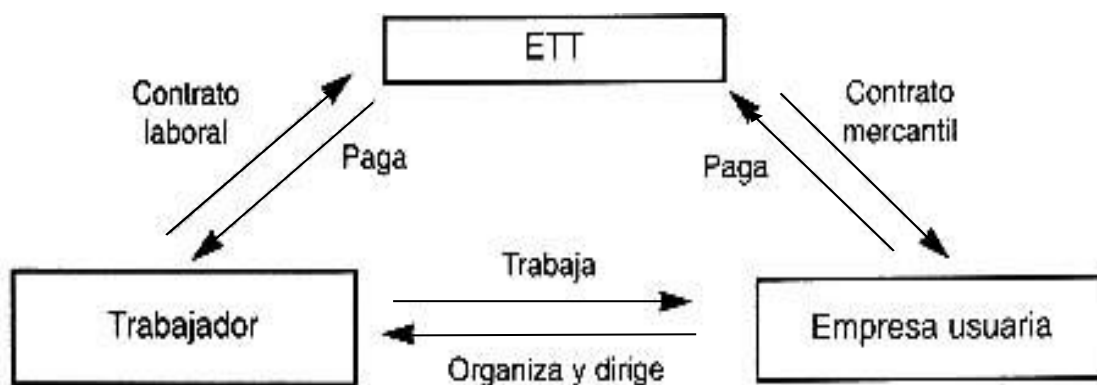 ETT
Contrato
laboral
Paga
Contrato
mercantil
Paga
Trabajador
Trabaja
Organiza y dirige
Empresa usuaria